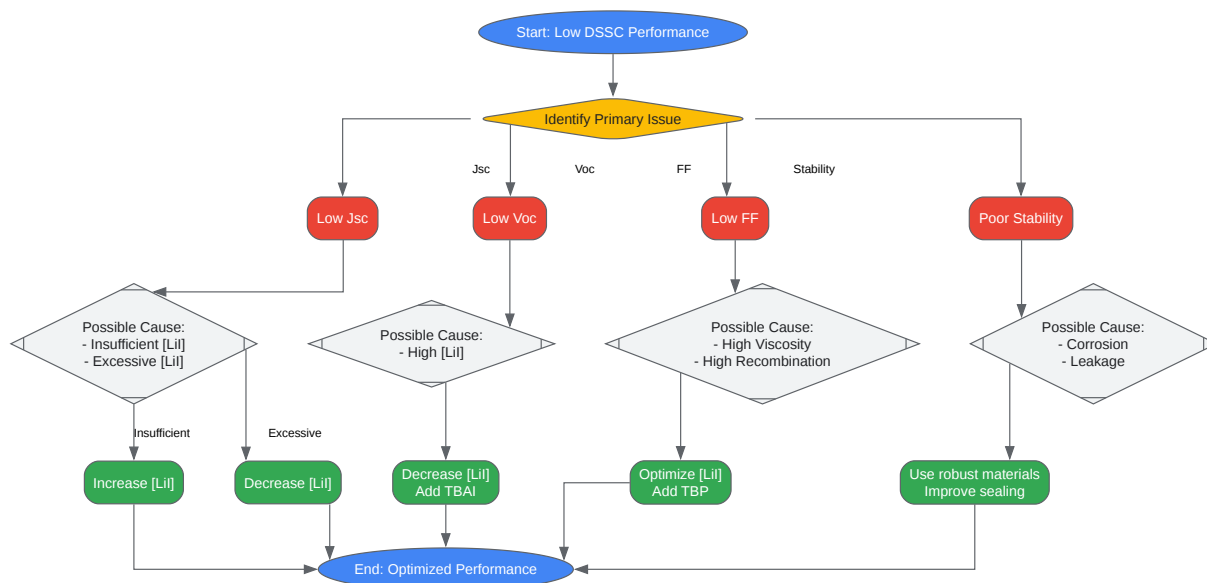 Start: Low DSSC Performance
Identify Primary Issue
Jsc
Voc
FF
Stability
Low Jsc
Low Voc
Low FF
Poor Stability
Possible Cause:
- Insufficient [LiI]
- Excessive [LiI]
Possible Cause:
- High [LiI]
Possible Cause:
- High Viscosity
- High Recombination
Possible Cause:
- Corrosion
- Leakage
Insufficient
Excessive
Increase [LiI]
Decrease [LiI]
Decrease [LiI]
Add TBAI
Optimize [LiI]
Add TBP
Use robust materials
Improve sealing
End: Optimized Performance